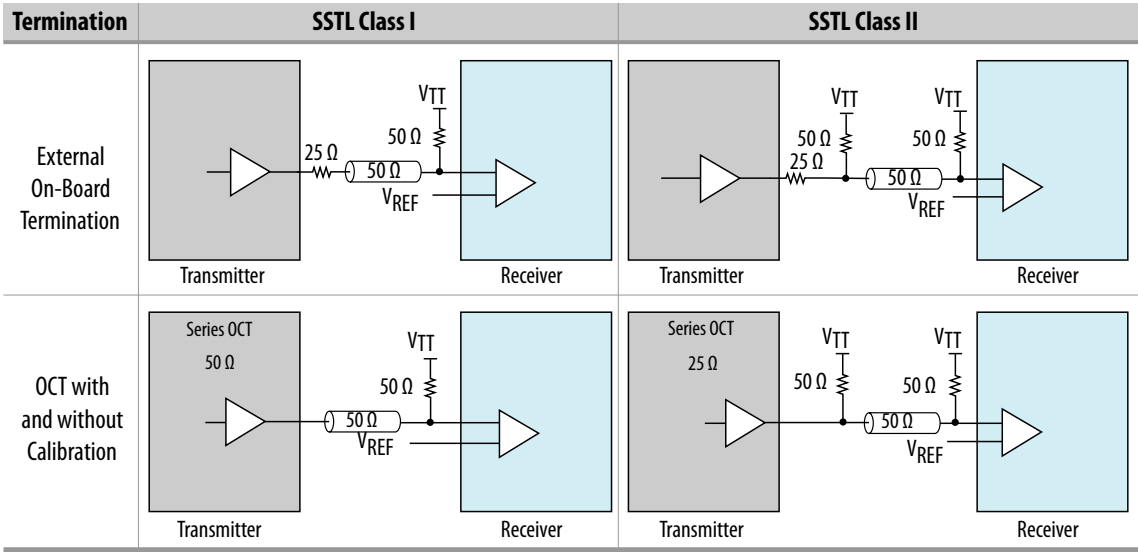 Termination SSTL Class I SSTL Class II
External
On-Board
Termination
VTT
50 Ω
25 Ω
50 Ω
VREF
Transmitter Receiver
VTT VTT
50 Ω 50 Ω
25 Ω
50 Ω
VREF
Transmitter Receiver
OCT with
and without
Calibration
Series OCT
50 Ω
VTT
50 Ω
50 Ω
VREF
Transmitter Receiver
Series OCT
25 Ω
VTT VTT
50 Ω 50 Ω
50 Ω
VREF
Transmitter Receiver